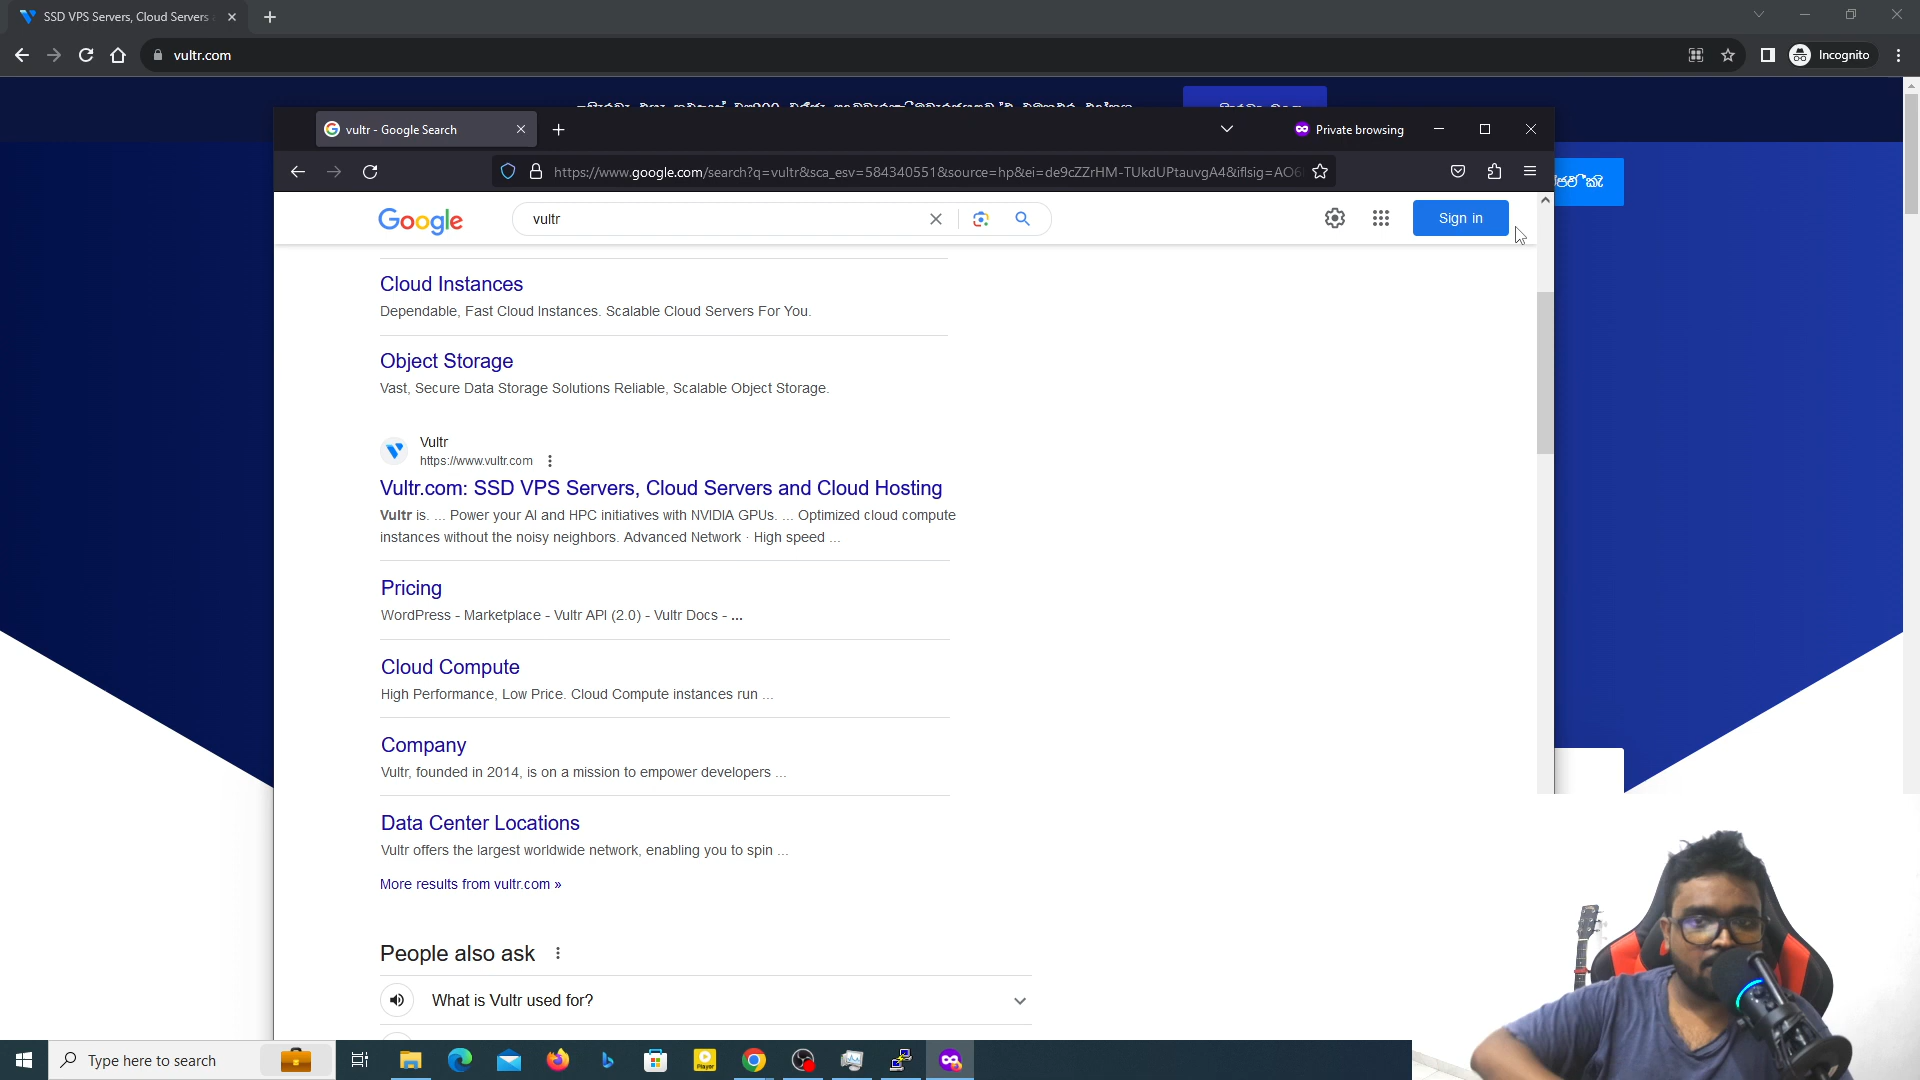 SSD VPS Servers, Cloud Servers
vultr.com
Incognito
vultr - Google Search
Private browsing
https://www.google.com/search?q=vultr&sca_esv=584340551&source=hp&ei=de9cZZrHM-TUkdUPtauvgA4&iflsig=AO6
Google
vultr
Sign in
Cloud Instances
Dependable, Fast Cloud Instances. Scalable Cloud Servers For You.
Object Storage
Vast, Secure Data Storage Solutions Reliable, Scalable Object Storage.
Vultr
https://www.vultr.com
Vultr.com: SSD VPS Servers, Cloud Servers and Cloud Hosting
Vultr is. ... Power your AI and HPC initiatives with NVIDIA GPUs. ... Optimized cloud compute
instances without the noisy neighbors. Advanced Network · High speed ...
Pricing
WordPress - Marketplace - Vultr API (2.0) - Vultr Docs - ...
Cloud Compute
High Performance, Low Price. Cloud Compute instances run ...
Company
Vultr, founded in 2014, is on a mission to empower developers ...
Data Center Locations
Vultr offers the largest worldwide network, enabling you to spin ...
More results from vultr.com »
People also ask
What is Vultr used for?
Type here to search